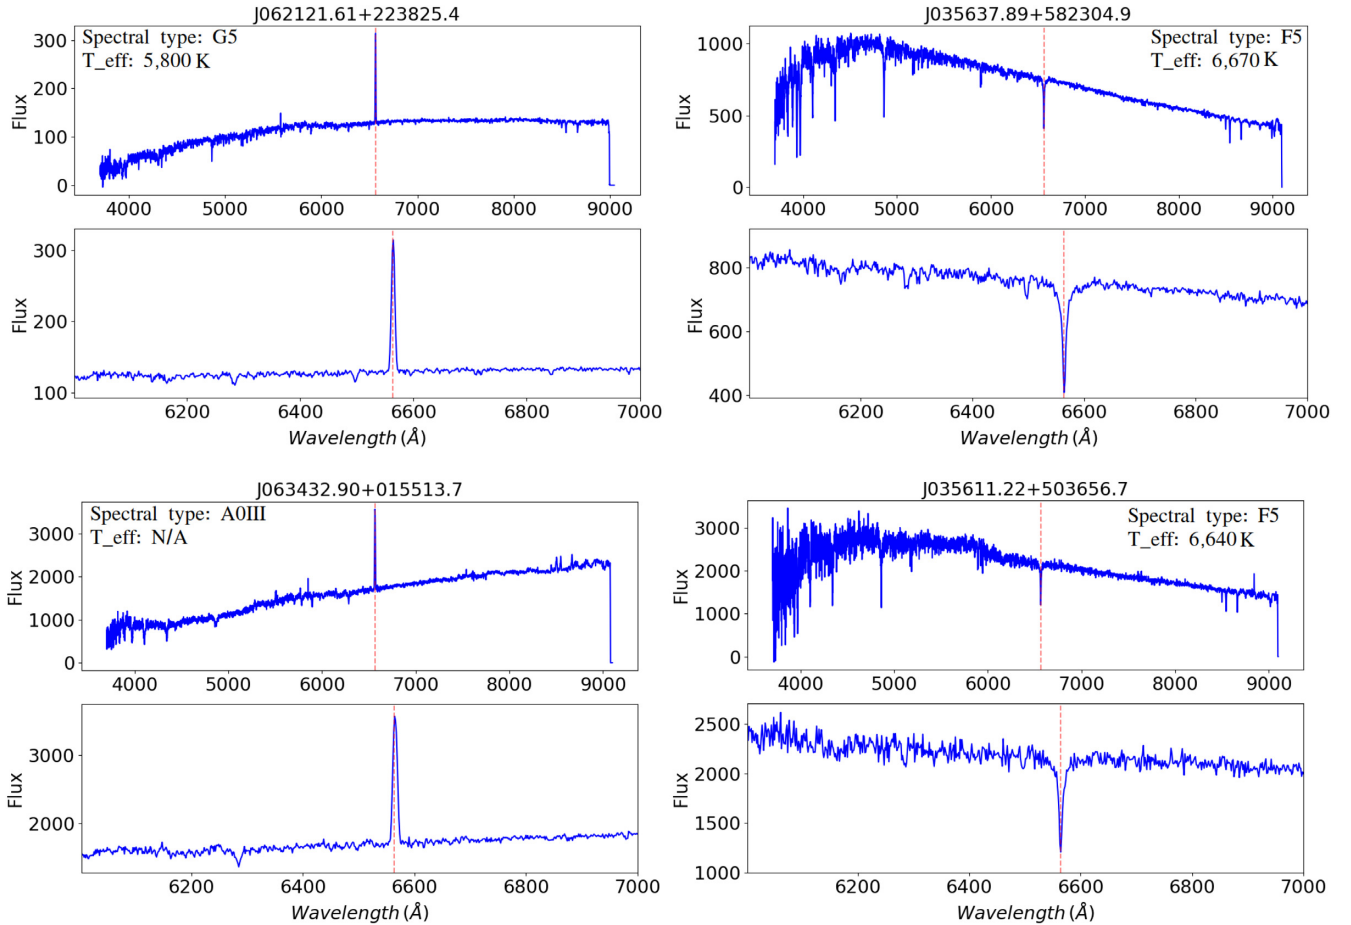 J062121.61+223825.4
Spectral type: G5
T_eff: 5,800 K
Flux
300
200
100
0
4000 5000 6000 7000 8000 9000
Flux
300
200
100
6200 6400 6600 6800 7000
Wavelength (Å)
J035637.89+582304.9
Spectral type: F5
T_eff: 6,670 K
Flux
1000
500
0
4000 5000 6000 7000 8000 9000
Flux
800
600
400
6200 6400 6600 6800 7000
Wavelength (Å)
J063432.90+015513.7
Spectral type: A0III
T_eff: N/A
Flux
3000
2000
1000
0
4000 5000 6000 7000 8000 9000
Flux
3000
2000
6200 6400 6600 6800 7000
Wavelength (Å)
J035611.22+503656.7
Spectral type: F5
T_eff: 6,640 K
Flux
3000
2000
1000
0
4000 5000 6000 7000 8000 9000
Flux
2500
2000
1500
1000
6200 6400 6600 6800 7000
Wavelength (Å)